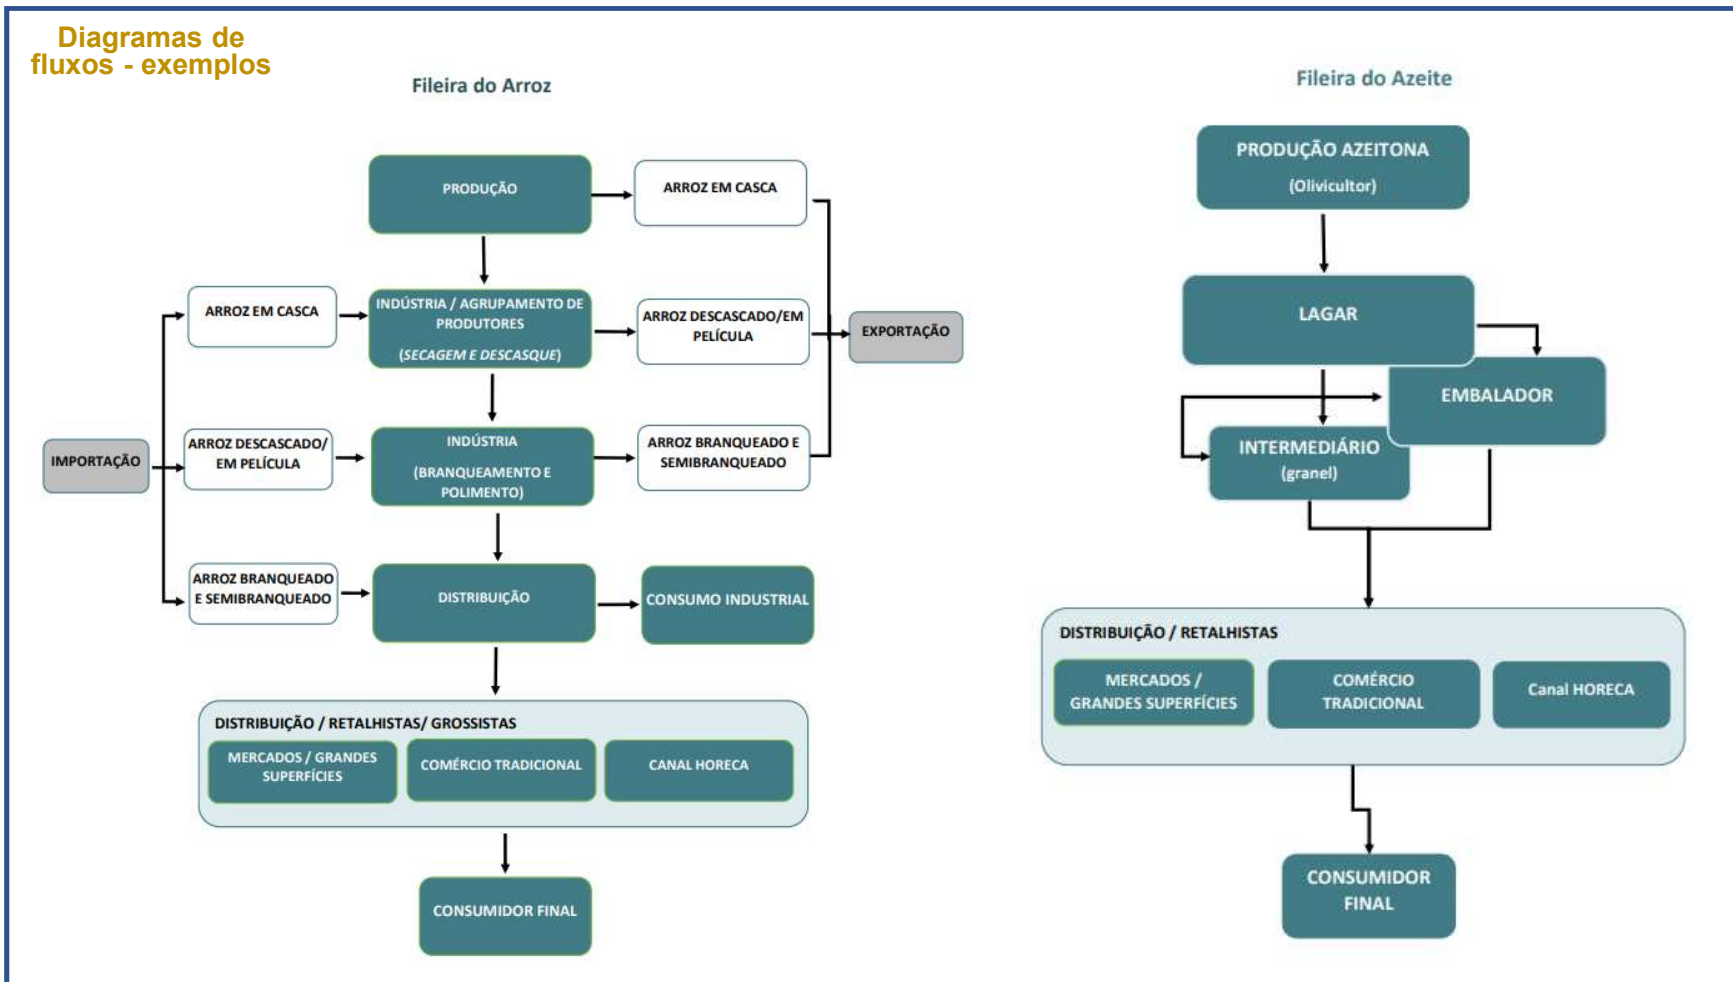 Diagramas de
fluxos - exemplos
Fileira do Arroz
PRODUÇÃO
ARROZ EM CASCA
ARROZ EM CASCA
INDÚSTRIA / AGRUPAMENTO DE
PRODUTORES
(SECAGEM E DESCASQUE)
ARROZ DESCASCADO/EM
PELÍCULA
EXPORTAÇÃO
IMPORTAÇÃO
ARROZ DESCASCADO/
EM PELÍCULA
INDÚSTRIA
(BRANQUEAMENTO E
POLIMENTO)
ARROZ BRANQUEADO E
SEMIBRANQUEADO
ARROZ BRANQUEADO
E SEMIBRANQUEADO
DISTRIBUIÇÃO
CONSUMO INDUSTRIAL
DISTRIBUIÇÃO / RETALHISTAS/ GROSSISTAS
MERCADOS / GRANDES
SUPERFÍCIES
COMÉRCIO TRADICIONAL
CANAL HORECA
CONSUMIDOR FINAL
Fileira do Azeite
PRODUÇÃO AZEITONA
(Olivicultor)
LAGAR
EMBALADOR
INTERMEDIÁRIO
(granel)
DISTRIBUIÇÃO / RETALHISTAS
MERCADOS /
GRANDES SUPERFÍCIES
COMÉRCIO
TRADICIONAL
Canal HORECA
CONSUMIDOR
FINAL